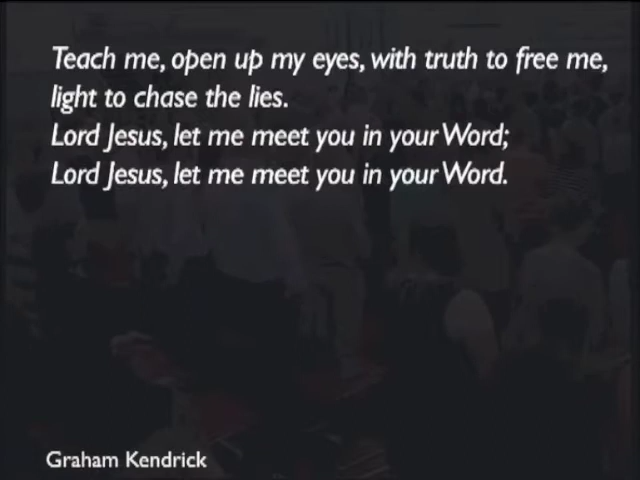 Teach me, open up my eyes, with truth to free me,
light to chase the lies.
Lord Jesus, let me meet you in your Word;
Lord Jesus, let me meet you in your Word.
Graham Kendrick